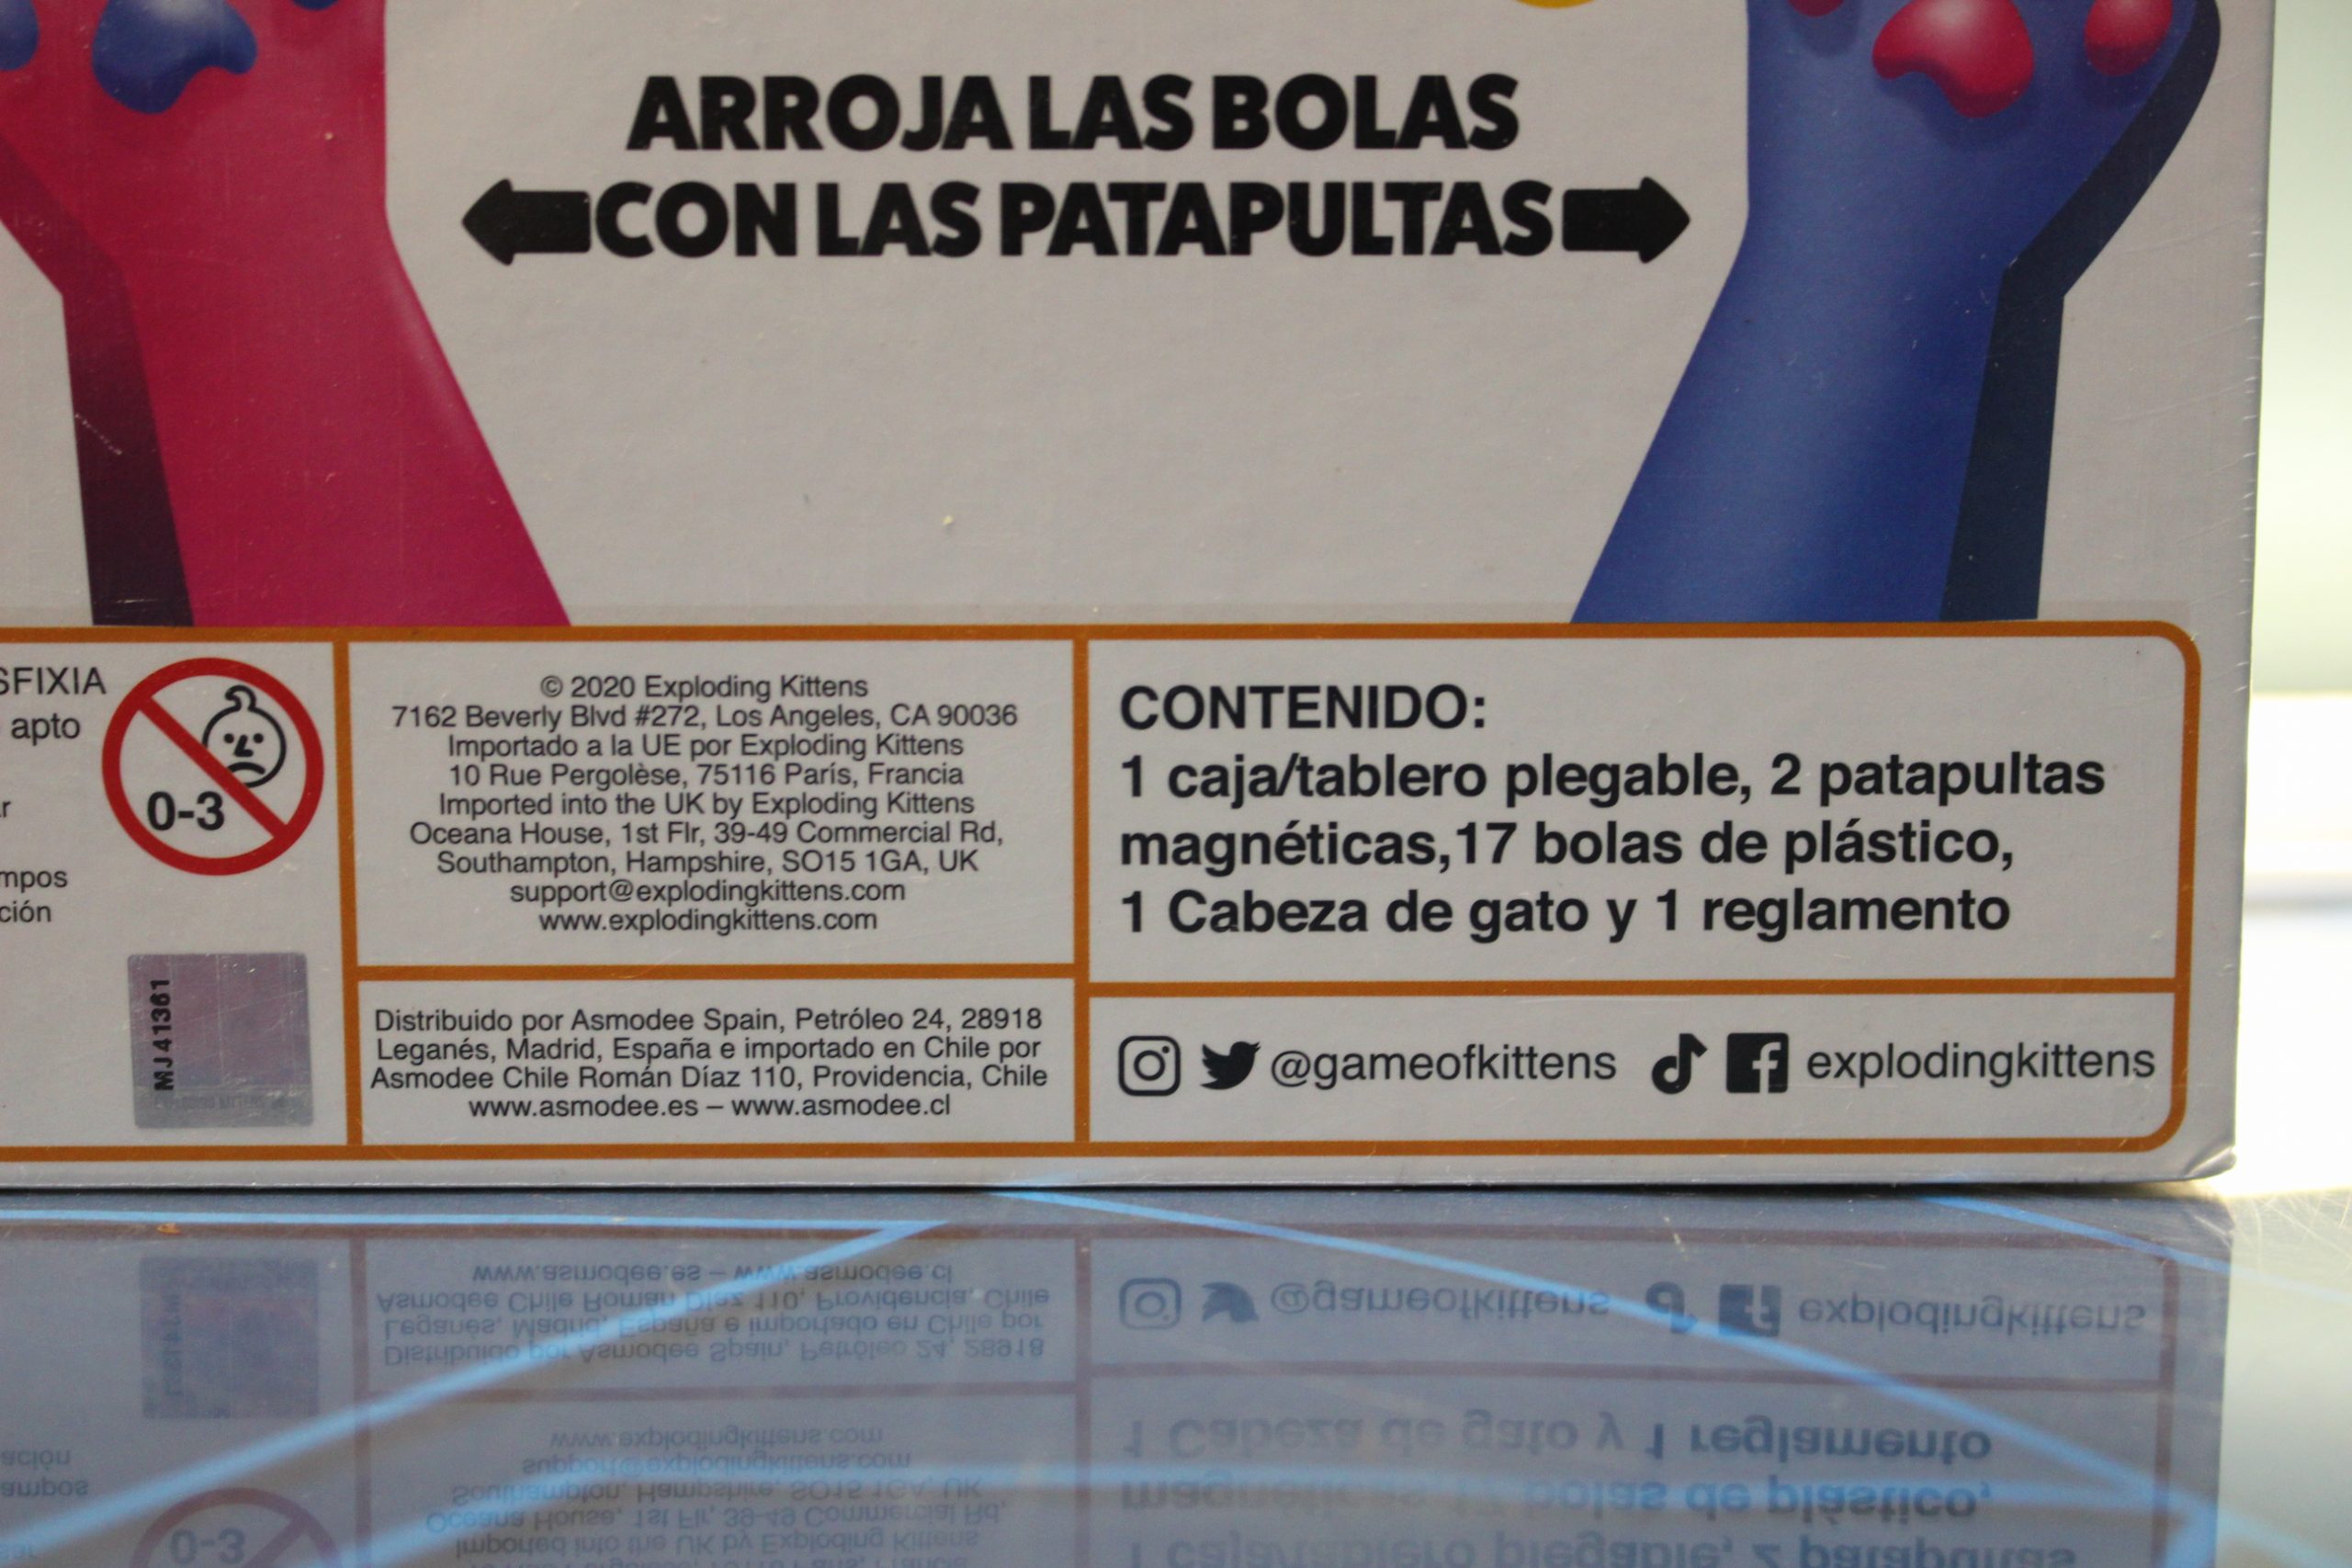 ARROJA LAS BOLAS
CON LAS PATAPULTAS
SFIXIA
apto
0-3
mpos
ción
MJ41361
© 2020 Exploding Kittens
7162 Beverly Blvd #272, Los Angeles, CA 90036
Importado a la UE por Exploding Kittens
10 Rue Pergolèse, 75116 París, Francia
Imported into the UK by Exploding Kittens
Oceana House, 1st Flr, 39-49 Commercial Rd,
Southampton, Hampshire, SO15 1GA, UK
support@explodingkittens.com
www.explodingkittens.com
Distribuido por Asmodee Spain, Petróleo 24, 28918
Leganés, Madrid, España e importado en Chile por
Asmodee Chile Román Díaz 110, Providencia, Chile
www.asmodee.es – www.asmodee.cl
CONTENIDO:
1 caja/tablero plegable, 2 patapultas
magnéticas,17 bolas de plástico,
1 Cabeza de gato y 1 reglamento
@gameofkittens explodingkittens